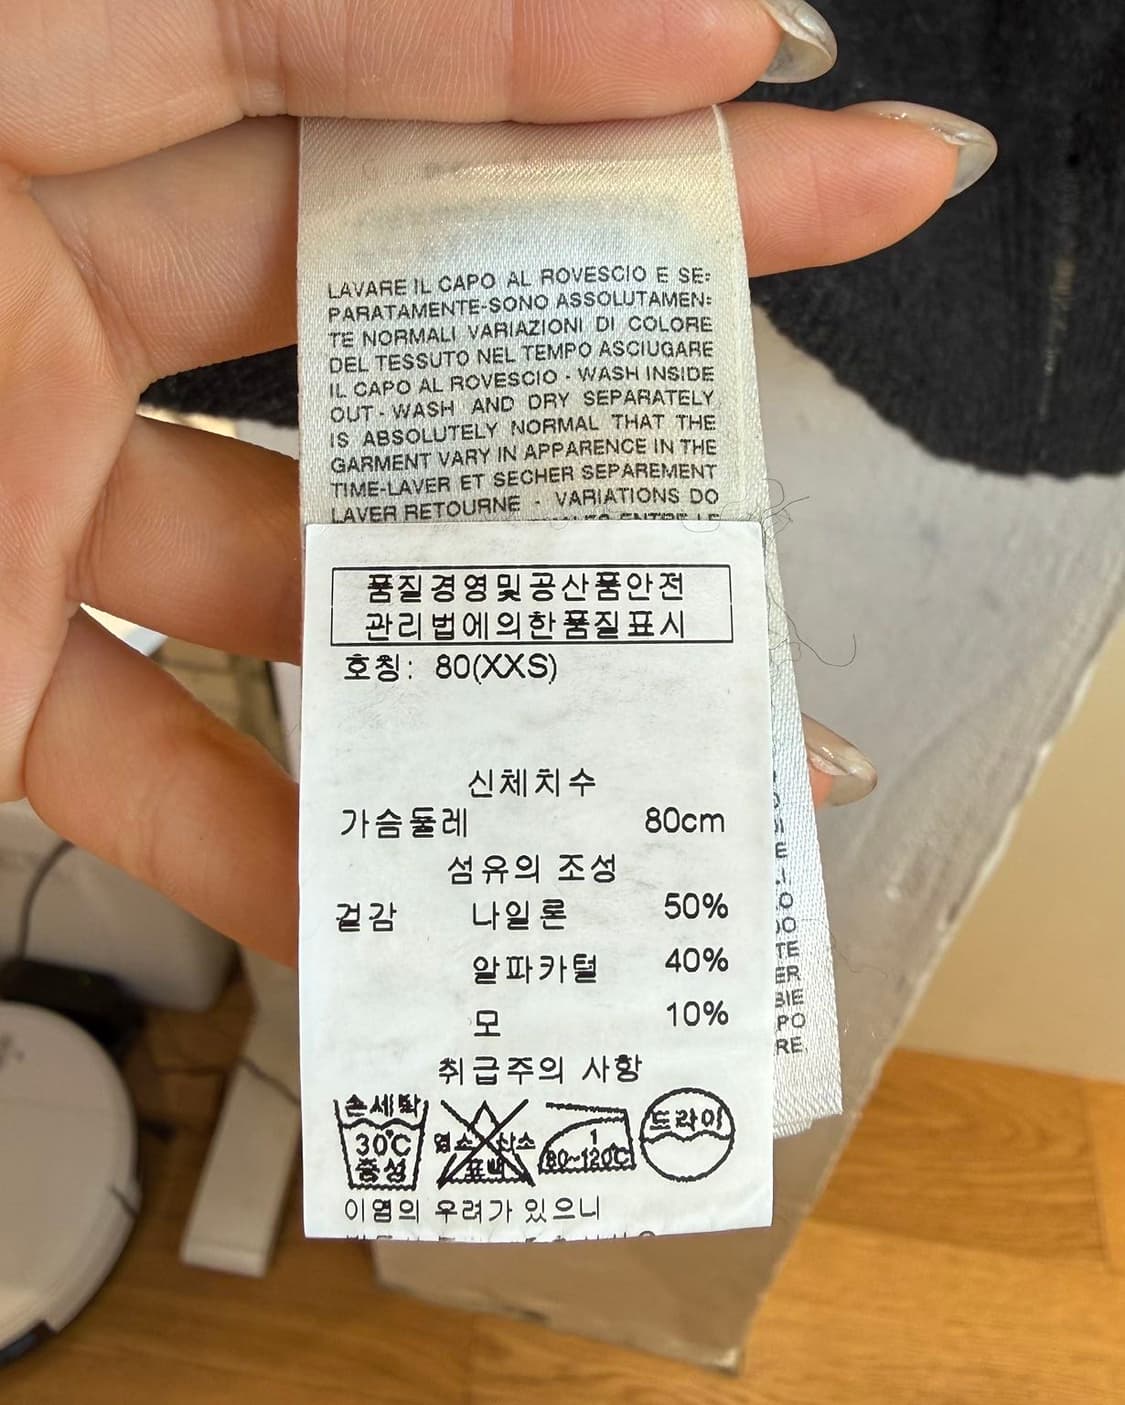 LAVARE IL CAPO AL ROVESCIO E SE=
PARATAMENTE-SONO ASSOLUTAMEN=
TE NORMALI VARIAZIONI DI COLORE
DEL TESSUTO NEL TEMPO ASCIUGARE
IL CAPO AL ROVESCIO - WASH INSIDE
OUT - WASH AND DRY SEPARATELY
IS ABSOLUTELY NORMAL THAT THE
GARMENT VARY IN APPARENCE IN THE
TIME-LAVER ET SECHER SEPAREMENT
LAVER RETOURNE - VARIATIONS DO
ENTRE LE
품질경영및공산품안전
관리법에의한품질표시
호칭: 80(XXS)
신체치수
가슴둘레 80cm
섬유의 조성
겉감 나일론 50%
알파카털 40%
모 10%
취급주의 사항
손세탁
30℃
중성
염소 산소
표백
1
80~120℃
드라이
이염의 우려가 있으니
E
TE
ER
BIE
PO
RE